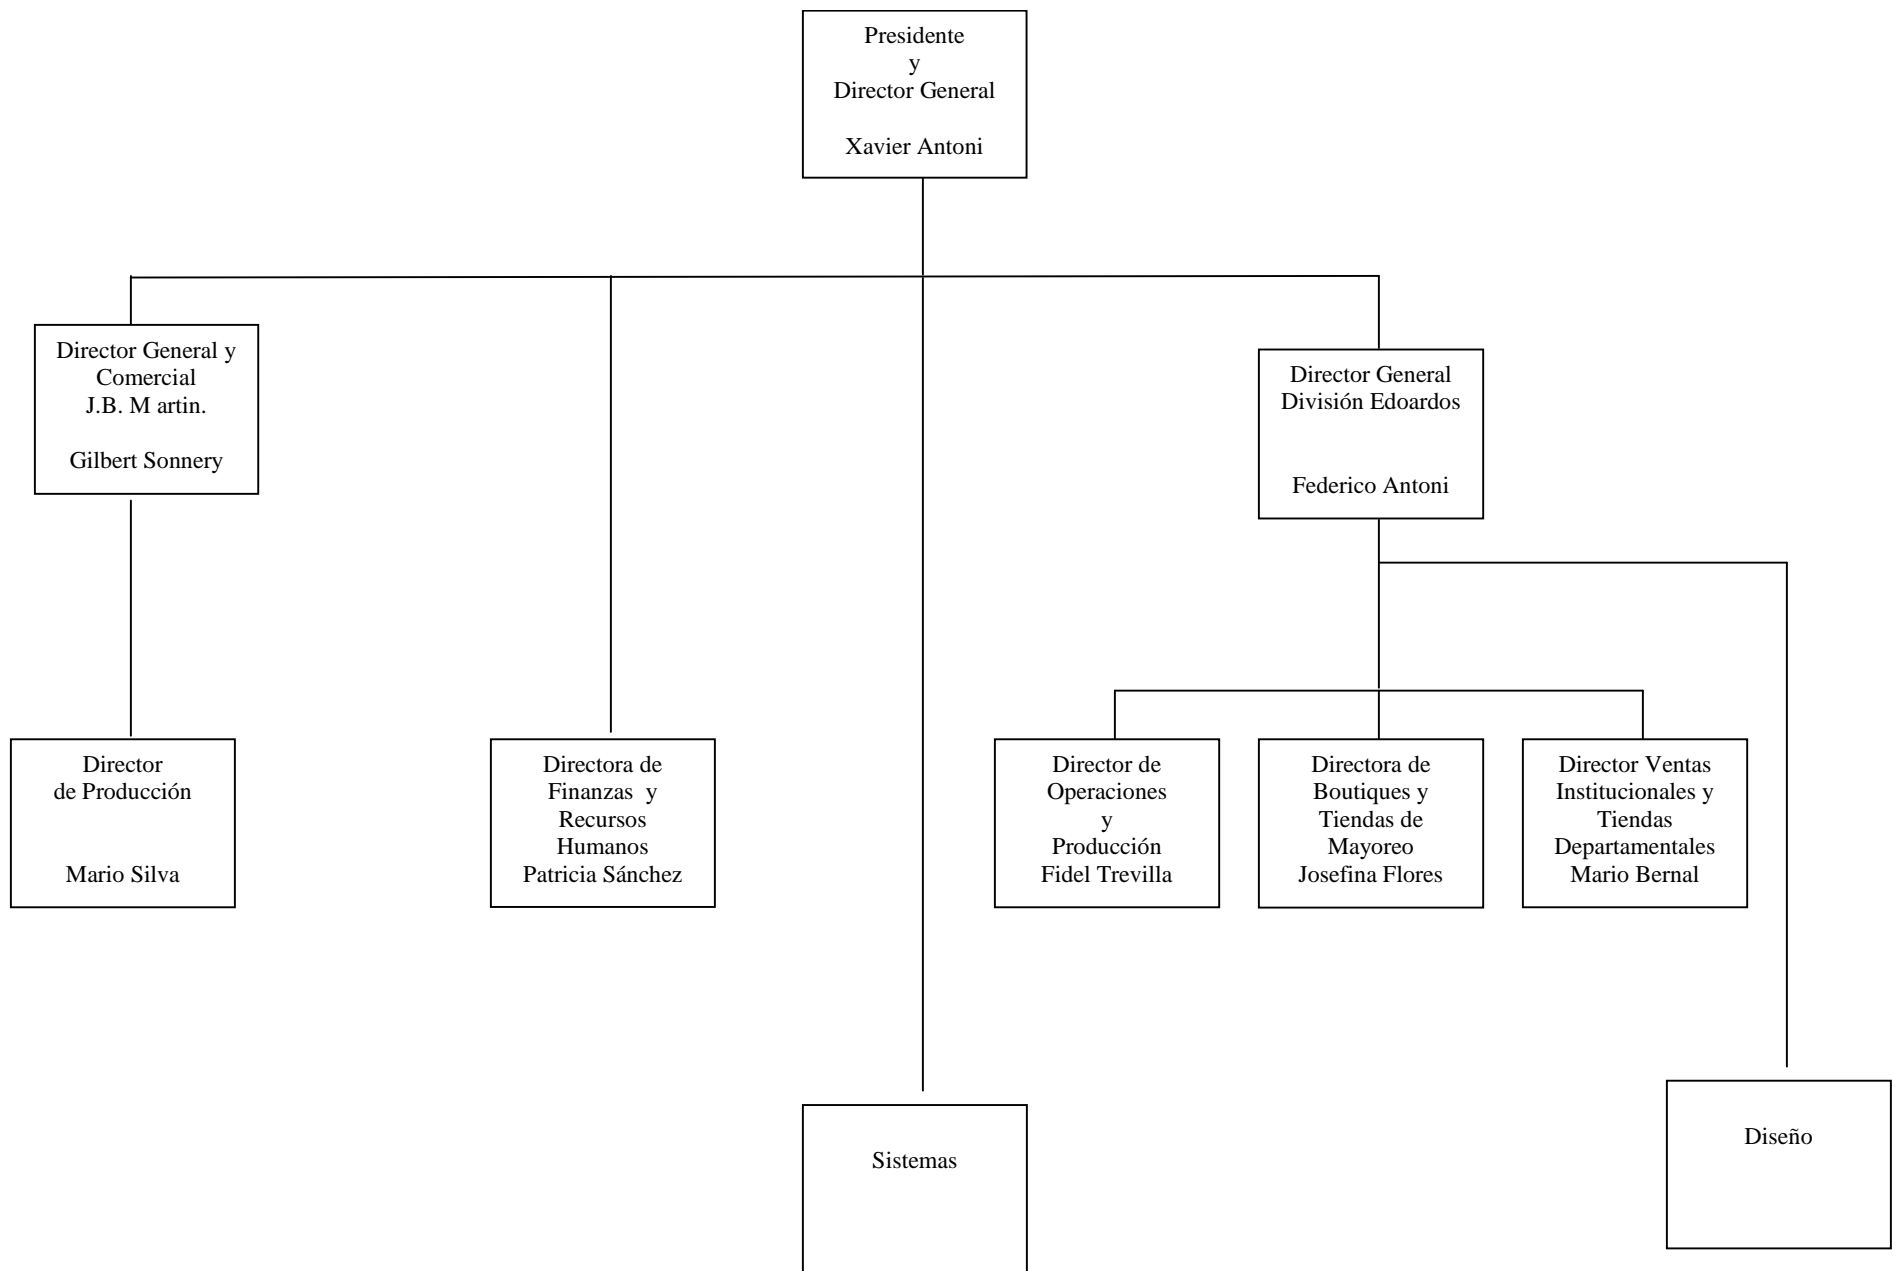 Presidente
y
Director General
Xavier Antoni
Director General y
Comercial
J.B. M artin.
Gilbert Sonnery
Director General
División Edoardos
Federico Antoni
Director
de Producción
Mario Silva
Directora de
Finanzas y
Recursos
Humanos
Patricia Sánchez
Director de
Operaciones
y
Producción
Fidel Trevilla
Directora de
Boutiques y
Tiendas de
Mayoreo
Josefina Flores
Director Ventas
Institucionales y
Tiendas
Departamentales
Mario Bernal
Sistemas
Diseño